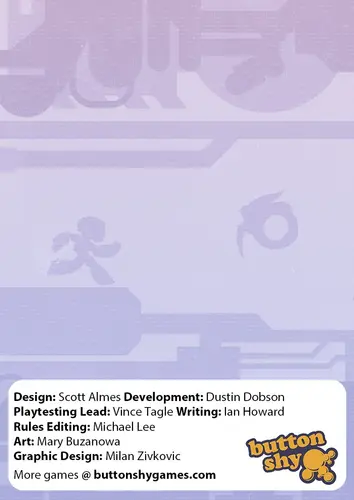 Design: Scott Almes Development: Dustin Dobson
Playtesting Lead: Vince Tagle Writing: Ian Howard
Rules Editing: Michael Lee
Art: Mary Buzanowa
Graphic Design: Milan Zivkovic
More games @ buttonshygames.com
button
shy